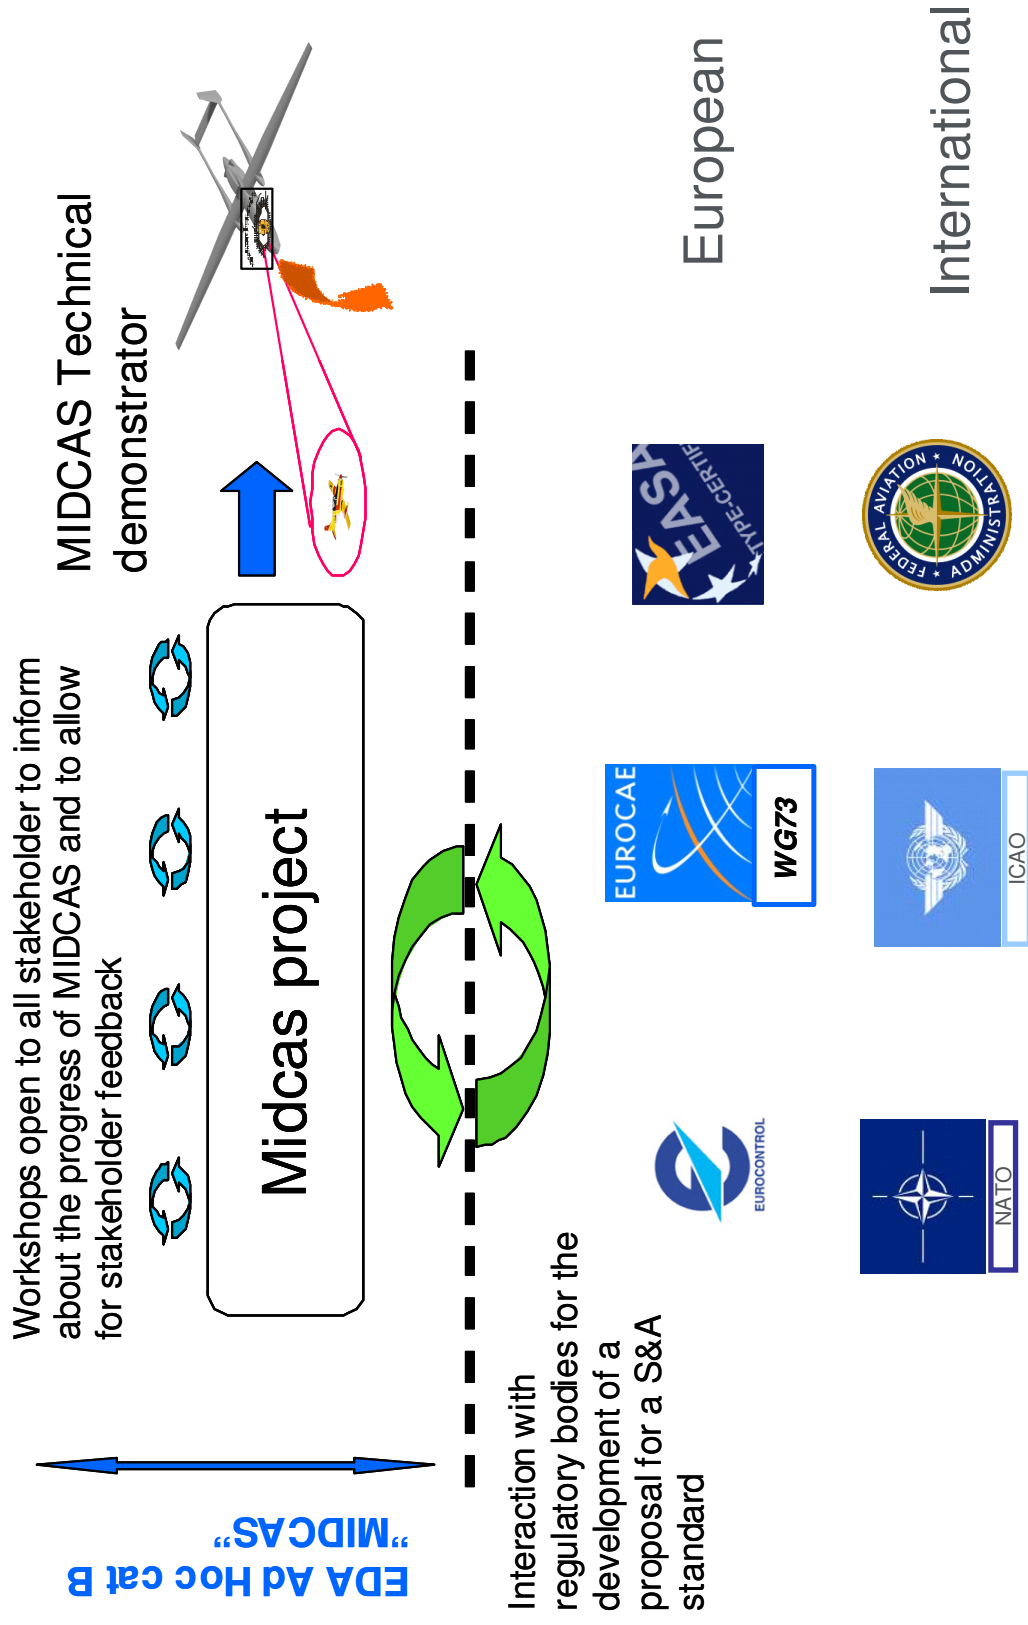 Workshops open to all stakeholder to inform
about the progress of MIDCAS and to allow
for stakeholder feedback
MIDCAS Technical
demonstrator
EDA Ad Hoc cat B
”MIDCAS”
Midcas project
Interaction with
regulatory bodies for the
development of a
proposal for a S&A
standard
EUROCONTROL
EUROCAE
WG73
EASA
TYPE-CERTIFI
European
NATO
ICAO
FEDERAL AVIATION
ADMINISTRATION
International